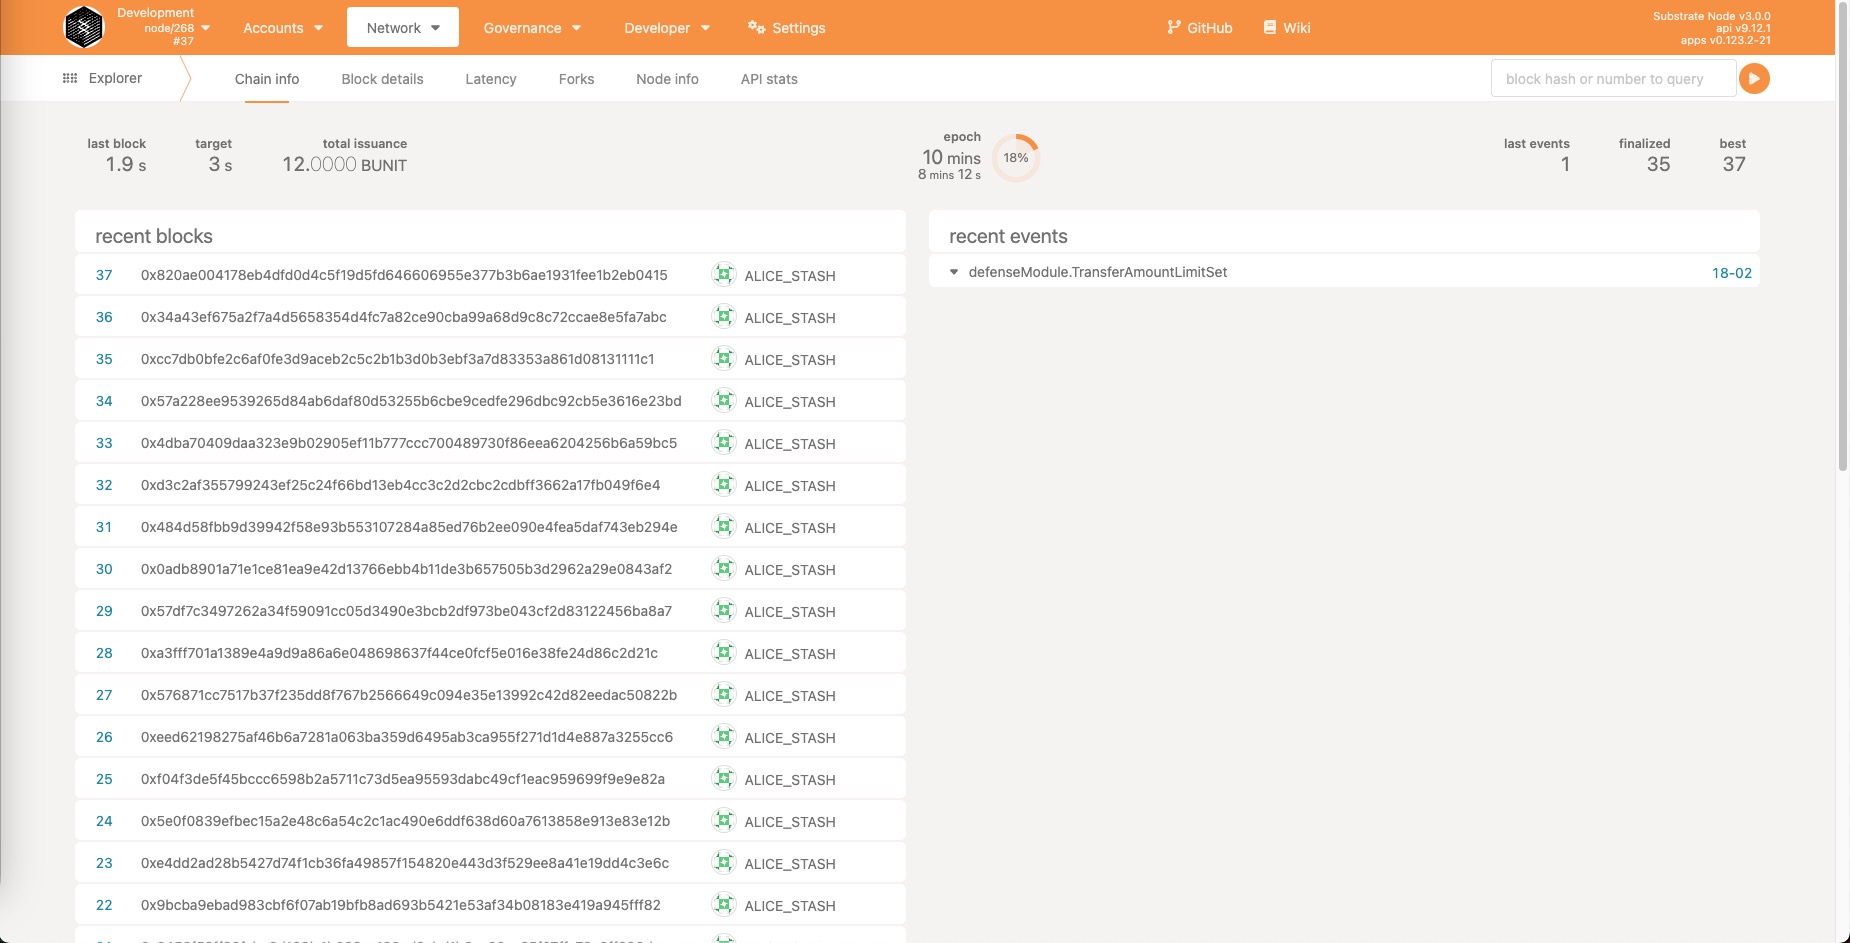 Development
node/268
#37
Accounts
Network
Governance
Developer
Settings
GitHub
Wiki
Substrate Node v3.0.0
api v9.12.1
apps v0.123.2-21
Explorer
Chain info
Block details
Latency
Forks
Node info
API stats
block hash or number to query
last block
1.9 s
target
3 s
total issuance
12.0000 BUNIT
epoch
10 mins
8 mins 12 s
18%
last events
1
finalized
35
best
37
recent blocks
37 0x820ae004178eb4dfd0d4c5f19d5fd646606955e377b3b6ae1931fee1b2eb0415 ALICE_STASH
36 0x34a43ef675a2f7a4d5658354d4fc7a82ce90cba99a68d9c8c72ccae8e5fa7abc ALICE_STASH
35 0xcc7db0bfe2c6af0fe3d9aceb2c5c2b1b3d0b3ebf3a7d83353a861d08131111c1 ALICE_STASH
34 0x57a228ee9539265d84ab6daf80d53255b6cbe9cedfe296dbc92cb5e3616e23bd ALICE_STASH
33 0x4dba70409daa323e9b02905ef11b777ccc700489730f86eea6204256b6a59bc5 ALICE_STASH
32 0xd3c2af355799243ef25c24f66bd13eb4cc3c2d2cbc2cdbff3662a17fb049f6e4 ALICE_STASH
31 0x484d58fbb9d39942f58e93b553107284a85ed76b2ee090e4fea5daf743eb294e ALICE_STASH
30 0x0adb8901a71e1ce81ea9e42d13766ebb4b11de3b657505b3d2962a29e0843af2 ALICE_STASH
29 0x57df7c3497262a34f59091cc05d3490e3bcb2df973be043cf2d83122456ba8a7 ALICE_STASH
28 0xa3fff701a1389e4a9d9a86a6e048698637f44ce0fcf5e016e38fe24d86c2d21c ALICE_STASH
27 0x576871cc7517b37f235dd8f767b2566649c094e35e13992c42d82eedac50822b ALICE_STASH
26 0xeed62198275af46b6a7281a063ba359d6495ab3ca955f271d1d4e887a3255cc6 ALICE_STASH
25 0xf04f3de5f45bccc6598b2a5711c73d5ea95593dabc49cf1eac959699f9e9e82a ALICE_STASH
24 0x5e0f0839efbec15a2e48c6a54c2c1ac490e6ddf638d60a7613858e913e83e12b ALICE_STASH
23 0xe4dd2ad28b5427d74f1cb36fa49857f154820e443d3f529ee8a41e19dd4c3e6c ALICE_STASH
22 0x9bcba9ebad983cbf6f07ab19bfb8ad693b5421e53af34b08183e419a945fff82 ALICE_STASH
recent events
defenseModule.TransferAmountLimitSet 18-02